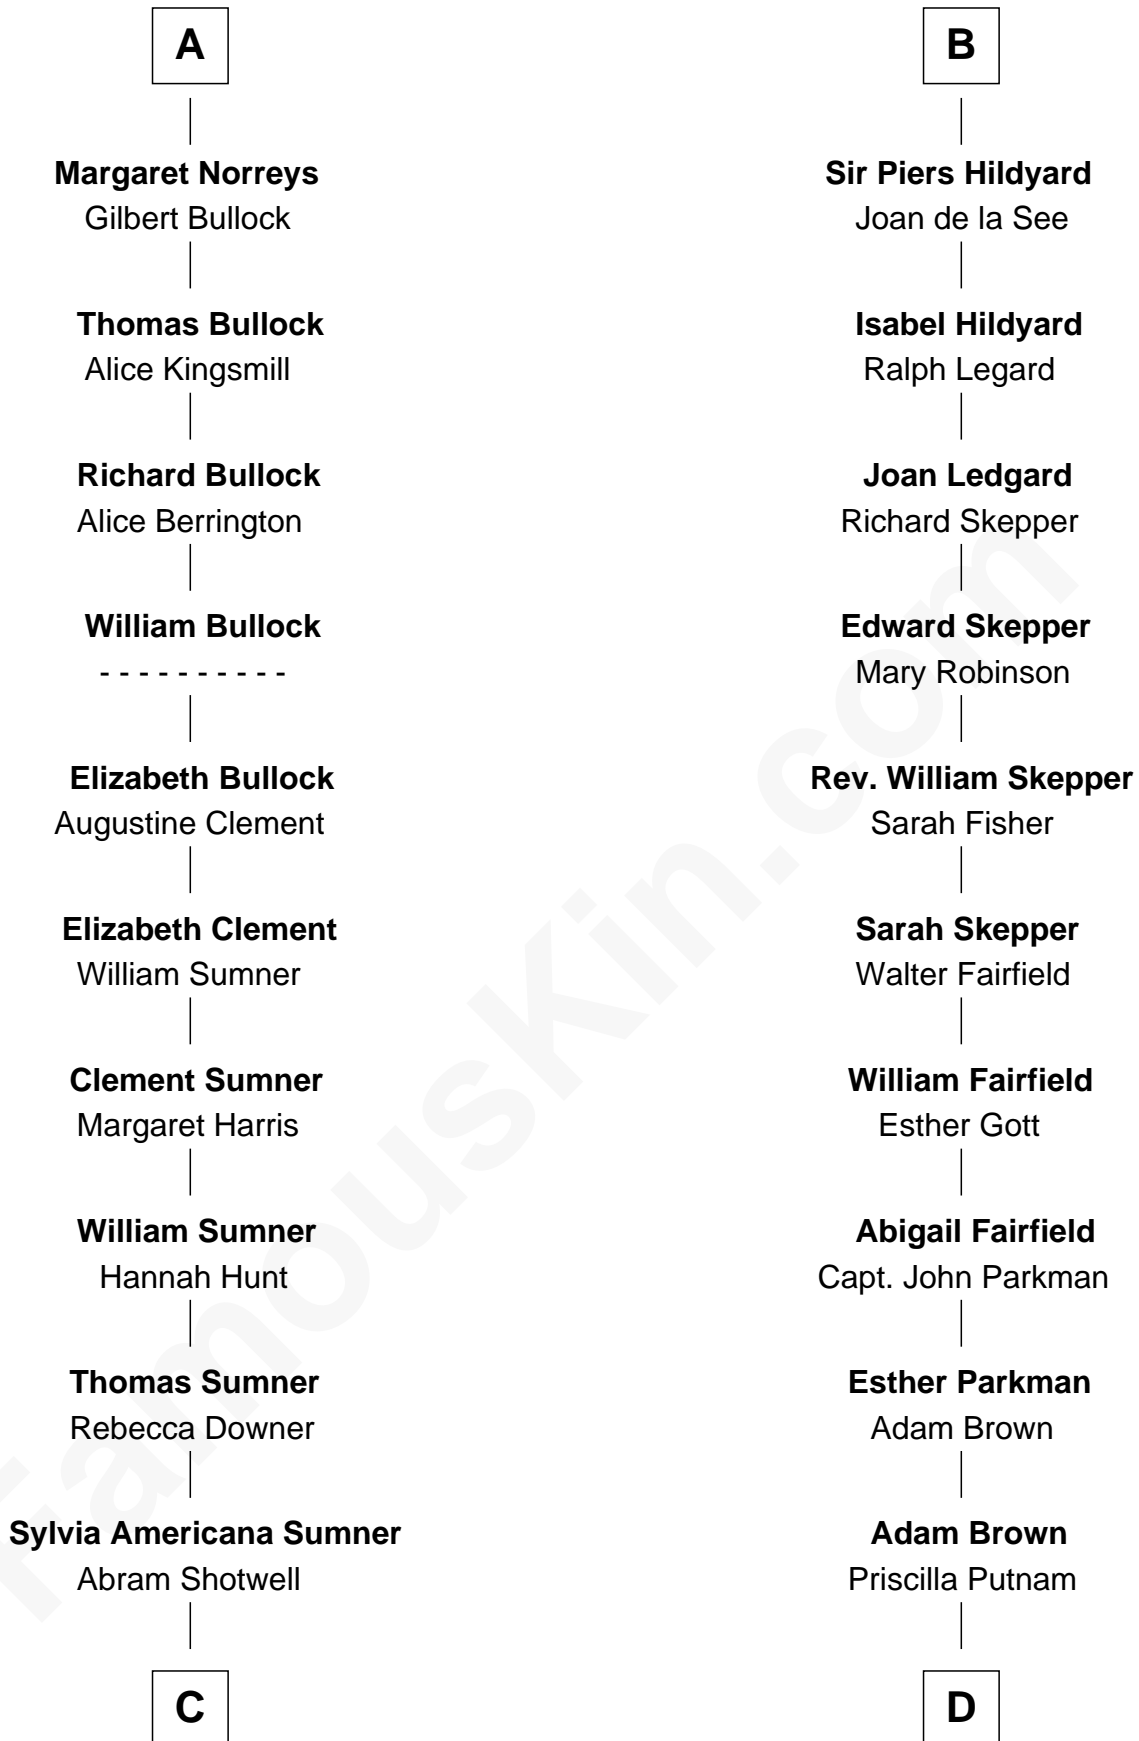 A
Margaret Norreys
Gilbert Bullock
Thomas Bullock
Alice Kingsmill
Richard Bullock
Alice Berrington
William Bullock
- - - - - - - - - -
Elizabeth Bullock
Augustine Clement
Elizabeth Clement
William Sumner
Clement Sumner
Margaret Harris
William Sumner
Hannah Hunt
Thomas Sumner
Rebecca Downer
Sylvia Americana Sumner
Abram Shotwell
C
B
Sir Piers Hildyard
Joan de la See
Isabel Hildyard
Ralph Legard
Joan Ledgard
Richard Skepper
Edward Skepper
Mary Robinson
Rev. William Skepper
Sarah Fisher
Sarah Skepper
Walter Fairfield
William Fairfield
Esther Gott
Abigail Fairfield
Capt. John Parkman
Esther Parkman
Adam Brown
Adam Brown
Priscilla Putnam
D
FamousKin.com